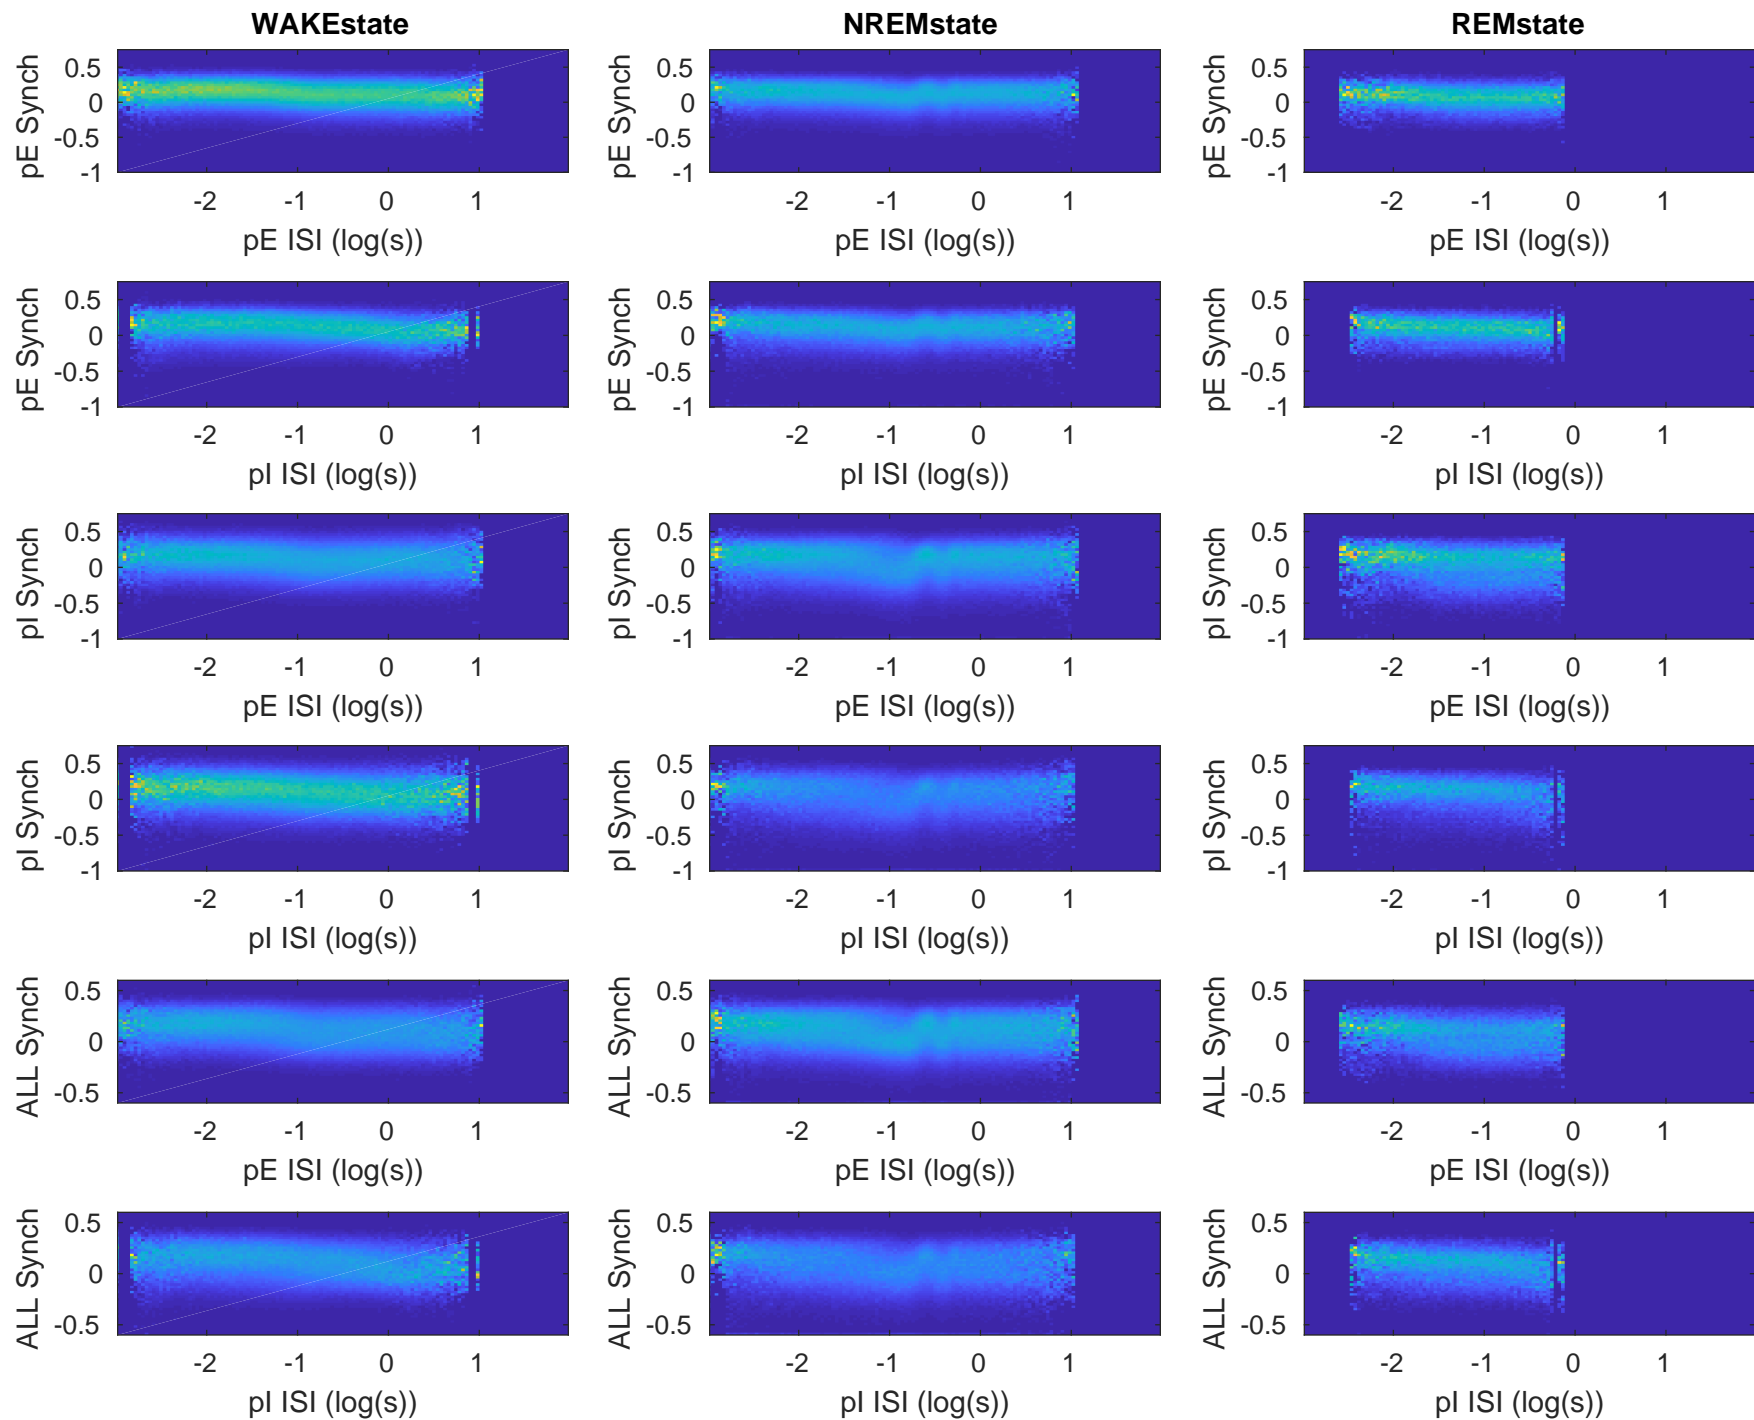 WAKEstate NREMstate REMstate
pE Synch 0.5 0 -0.5 -1 pE Synch 0.5 0 -0.5 -1 pE Synch 0.5 0 -0.5 -1
-2 -1 0 1 -2 -1 0 1 -2 -1 0 1
pE ISI (log(s)) pE ISI (log(s)) pE ISI (log(s))
pE Synch 0.5 0 -0.5 -1 pE Synch 0.5 0 -0.5 -1 pE Synch 0.5 0 -0.5 -1
-2 -1 0 1 -2 -1 0 1 -2 -1 0 1
pI ISI (log(s)) pI ISI (log(s)) pI ISI (log(s))
pI Synch 0.5 0 -0.5 -1 pI Synch 0.5 0 -0.5 -1 pI Synch 0.5 0 -0.5 -1
-2 -1 0 1 -2 -1 0 1 -2 -1 0 1
pE ISI (log(s)) pE ISI (log(s)) pE ISI (log(s))
pI Synch 0.5 0 -0.5 -1 pI Synch 0.5 0 -0.5 -1 pI Synch 0.5 0 -0.5 -1
-2 -1 0 1 -2 -1 0 1 -2 -1 0 1
pI ISI (log(s)) pI ISI (log(s)) pI ISI (log(s))
ALL Synch 0.5 0 -0.5 ALL Synch 0.5 0 -0.5 ALL Synch 0.5 0 -0.5
-2 -1 0 1 -2 -1 0 1 -2 -1 0 1
pE ISI (log(s)) pE ISI (log(s)) pE ISI (log(s))
ALL Synch 0.5 0 -0.5 ALL Synch 0.5 0 -0.5 ALL Synch 0.5 0 -0.5
-2 -1 0 1 -2 -1 0 1 -2 -1 0 1
pI ISI (log(s)) pI ISI (log(s)) pI ISI (log(s))